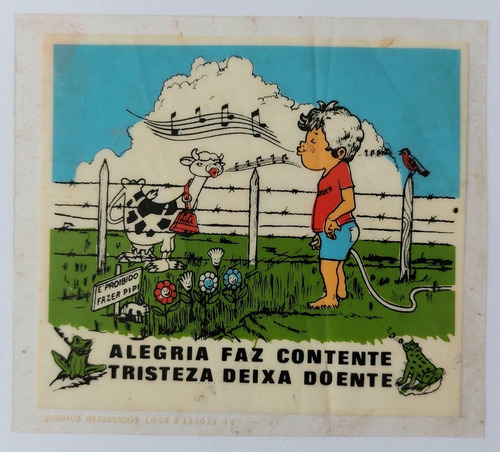 É PROIBIDO
FAZER PIPI
ALEGRIA FAZ CONTENTE
TRISTEZA DEIXA DOENTE